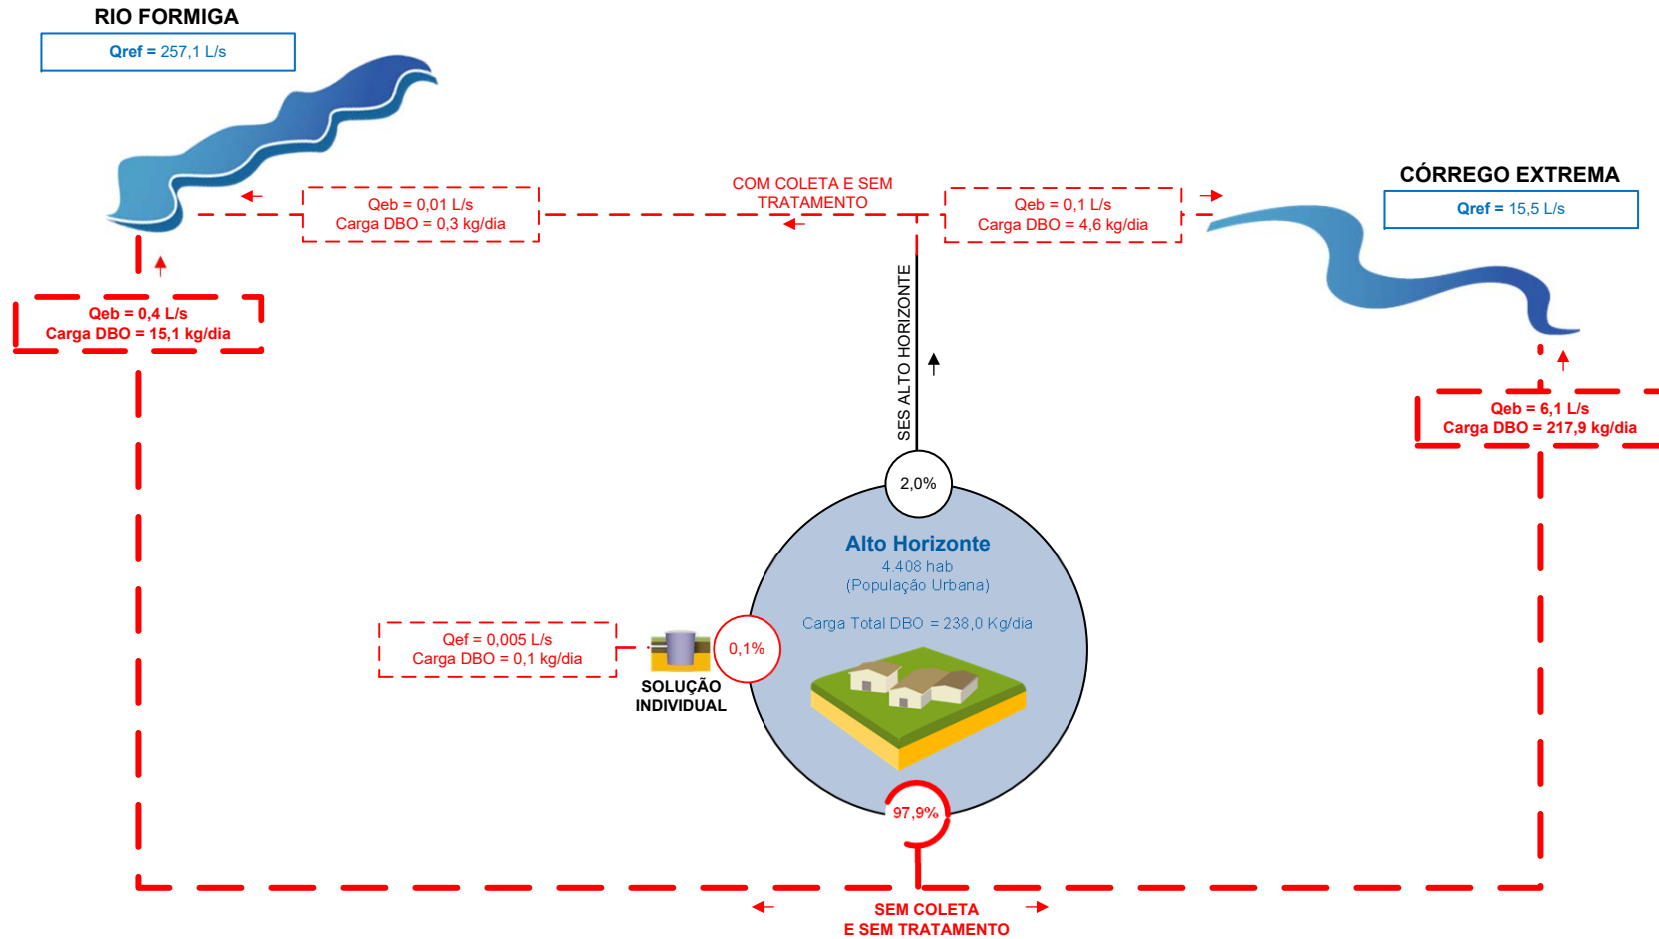 RIO FORMIGA
Qref = 257,1 L/s
CÓRREGO EXTREMA
Qref = 15,5 L/s
COM COLETA E SEM
TRATAMENTO
Qeb = 0,01 L/s
Carga DBO = 0,3 kg/dia
Qeb = 0,1 L/s
Carga DBO = 4,6 kg/dia
Qeb = 0,4 L/s
Carga DBO = 15,1 kg/dia
SES ALTO HORIZONTE
Qeb = 6,1 L/s
Carga DBO = 217,9 kg/dia
2,0%
Alto Horizonte
4.408 hab
(População Urbana)
Carga Total DBO = 238,0 Kg/dia
Qef = 0,005 L/s
Carga DBO = 0,1 kg/dia
0,1%
SOLUÇÃO
INDIVIDUAL
97,9%
SEM COLETA
E SEM TRATAMENTO